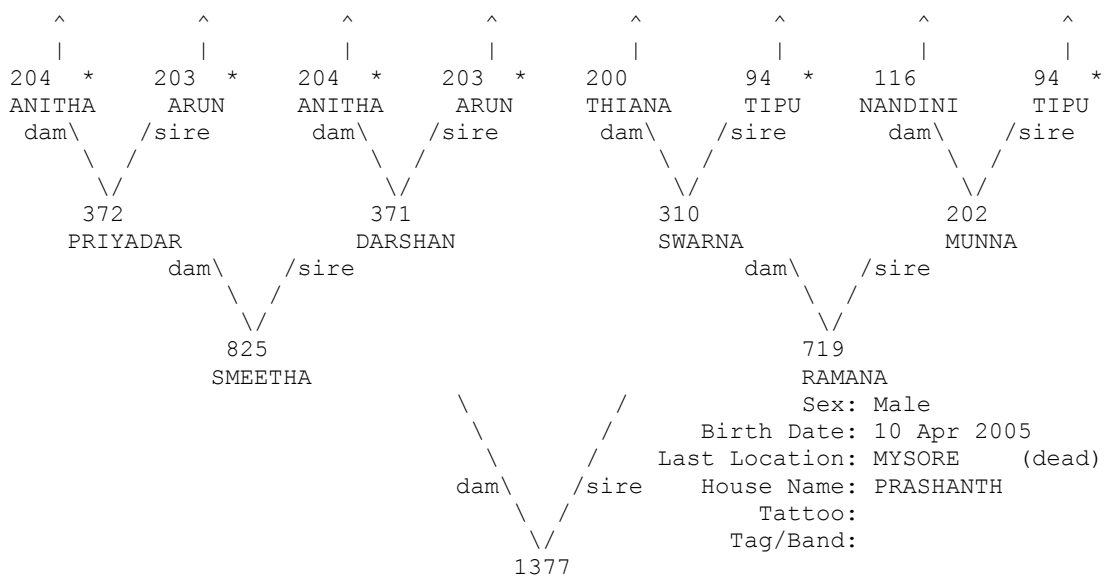 ^ ^ ^ ^ ^ ^ ^ ^
| | | | | | | |
204 * 203 * 204 * 203 * 200 94 * 116 94 *
ANITHA ARUN ANITHA ARUN THIANA TIPU NANDINI TIPU
dam\ /sire dam\ /sire dam\ /sire dam\ /sire
\ / \ / \ / \ /
\/ \/ \/ \/
372 371 310 202
PRIYADAR DARSHAN SWARNA MUNNA
dam\ /sire dam\ /sire
\ / \ /
\/ \/
825 719
SMEETHA RAMANA
\ / Sex: Male
\ / Birth Date: 10 Apr 2005
\ / Last Location: MYSORE (dead)
dam\ /sire House Name: PRASHANTH
\ / Tattoo:
\/ Tag/Band:
1377